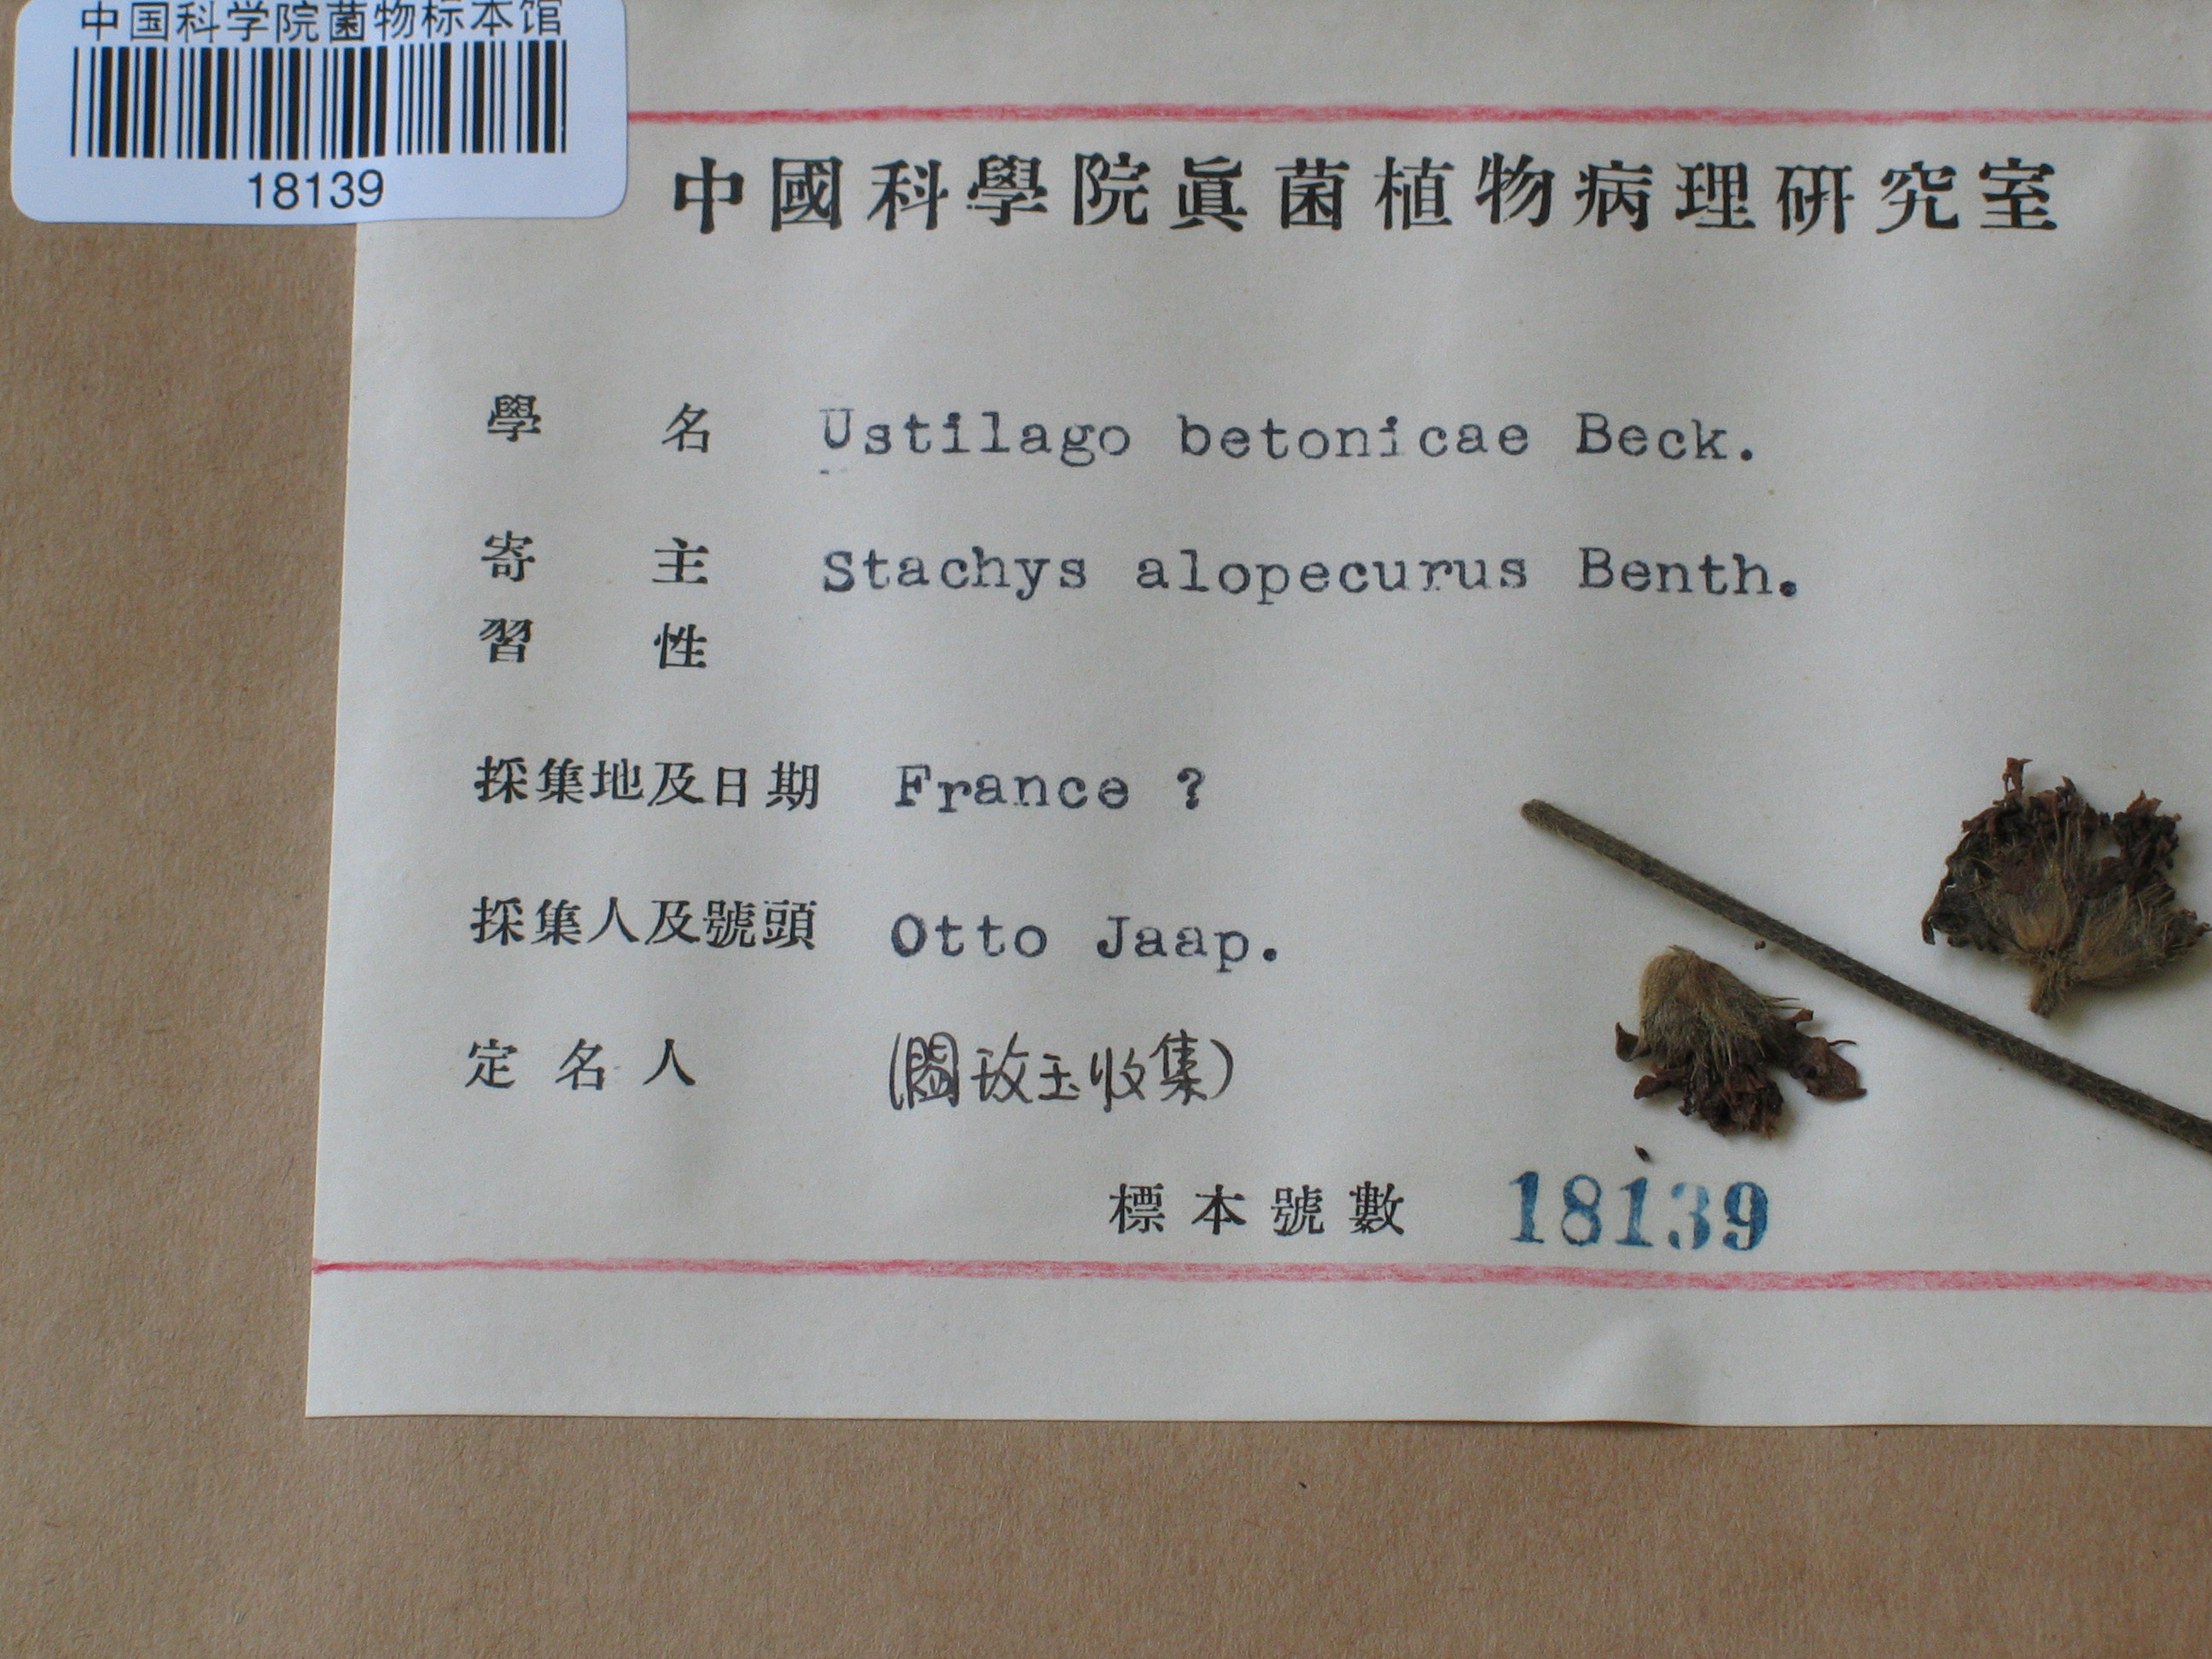 中国科学院菌物标本馆
18139
中國科學院眞菌植物病理研究室
學名 Ustilago betonicae Beck.
寄主 Stachys alopecurus Benth.
習性
採集地及日期 France ?
採集人及號頭 Otto Jaap.
定名人 (閻玫玉收集)
標本號數 18139